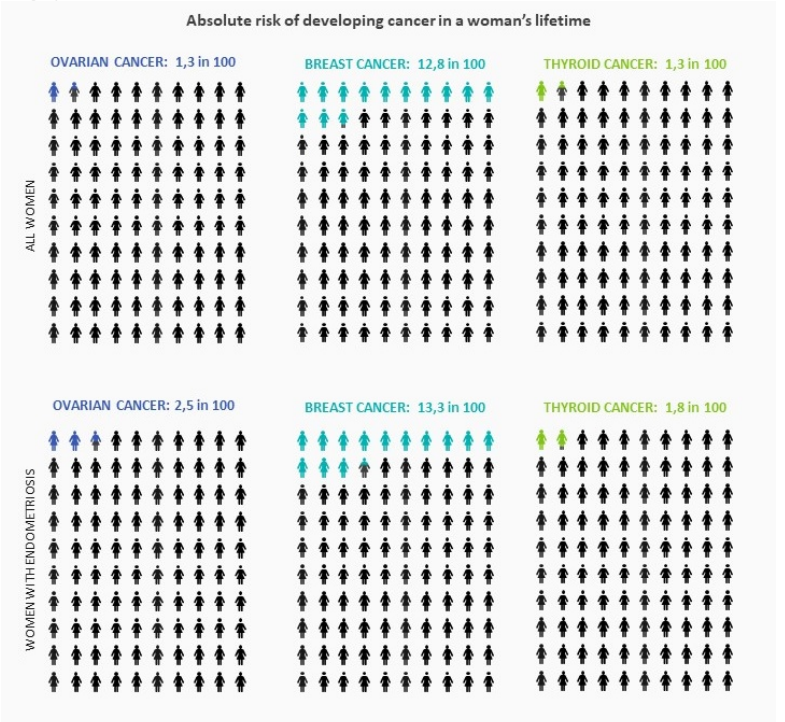 Absolute risk of developing cancer in a woman's lifetime
OVARIAN CANCER: 1,3 in 100
BREAST CANCER: 12,8 in 100
THYROID CANCER: 1,3 in 100
ALL WOMEN
OVARIAN CANCER: 2,5 in 100
BREAST CANCER: 13,3 in 100
THYROID CANCER: 1,8 in 100
WOMEN WITH ENDOMETRIOSIS